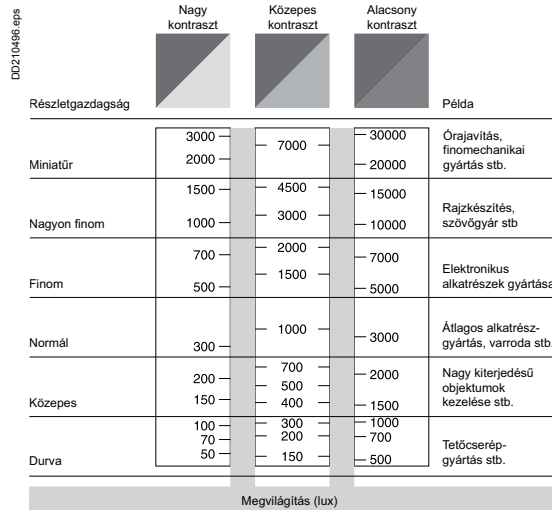 DD210496.eps
Nagy kontraszt
Közepes kontraszt
Alacsony kontraszt
Részletgazdagság
Példa
Miniatűr
3000
2000
7000
30000
20000
Órajavítás,
finomechanikai
gyártás stb.
Nagyon finom
1500
1000
4500
3000
15000
10000
Rajzkészítés,
szövőgyár stb
Finom
700
500
2000
1500
7000
5000
Elektronikus
alkatrészek gyártása
Normál
300
1000
3000
Átlagos alkatrész-
gyártás, varroda stb.
Közepes
200
150
700
500
400
2000
1500
Nagy kiterjedésű
objektumok
kezelése stb.
Durva
100
70
50
300
200
150
1000
700
500
Tetőcserép-
gyártás stb.
Megvilágítás (lux)